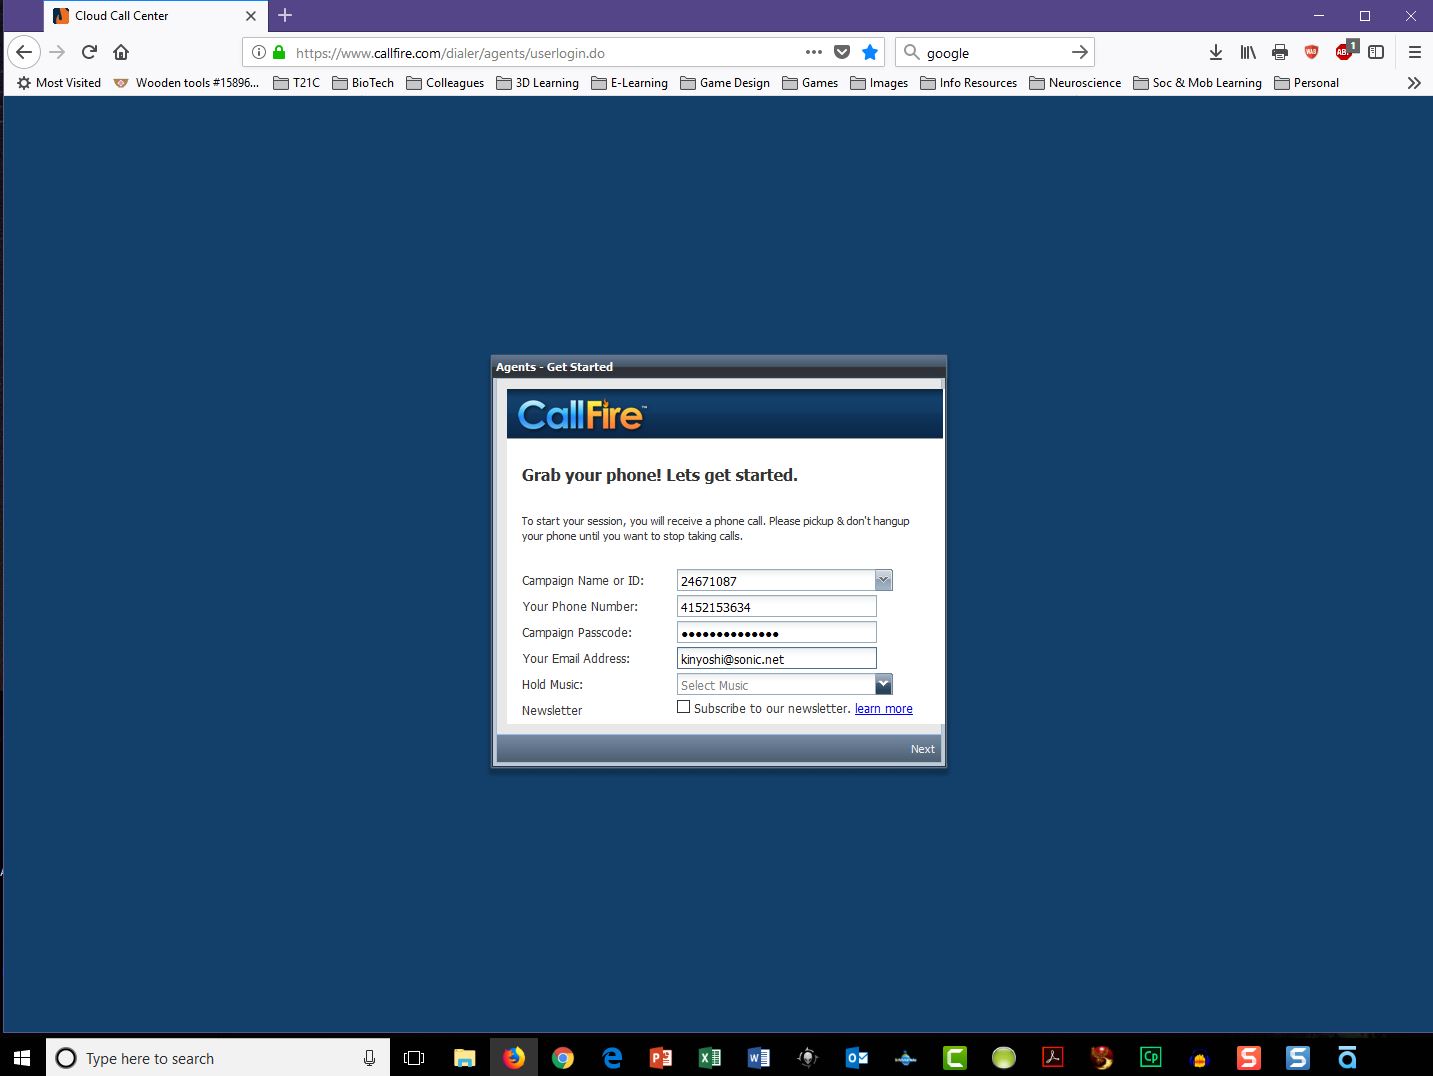 Cloud Call Center
https://www.callfire.com/dialer/agents/userlogin.do
google
1
Most Visited
Wooden tools #15896...
T21C
BioTech
Colleagues
3D Learning
E-Learning
Game Design
Games
Images
Info Resources
Neuroscience
Soc & Mob Learning
Personal
Agents - Get Started
CallFire™
Grab your phone! Lets get started.
To start your session, you will receive a phone call. Please pickup & don't hangup
your phone until you want to stop taking calls.
Campaign Name or ID: 24671087
Your Phone Number: 4152153634
Campaign Passcode: ••••••••••••••
Your Email Address: kinyoshi@sonic.net
Hold Music: Select Music
Newsletter Subscribe to our newsletter. learn more
Next
Type here to search